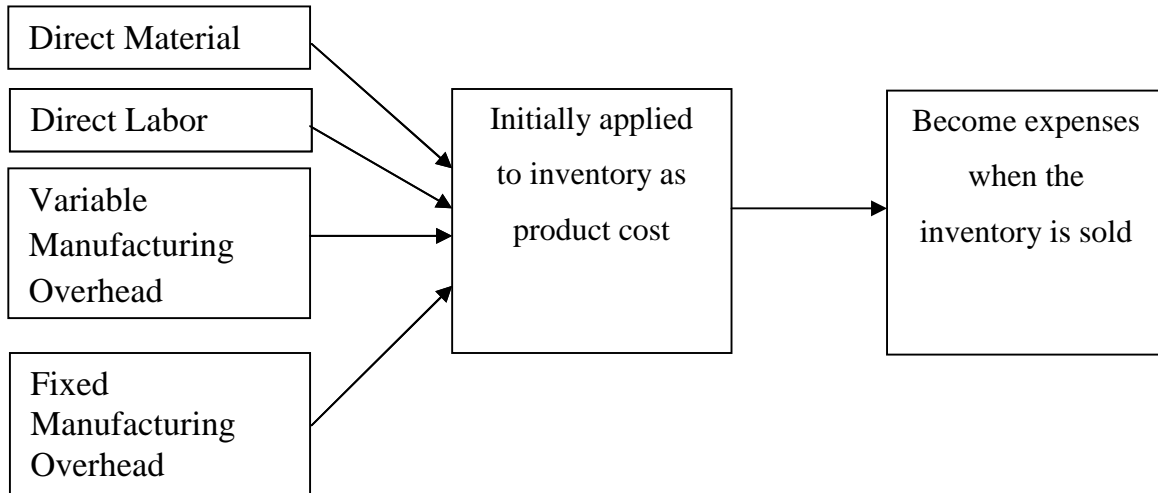 Direct Material
Direct Labor
Variable
Manufacturing
Overhead
Fixed
Manufacturing
Overhead
Initially applied
to inventory as
product cost
Become expenses
when the
inventory is sold